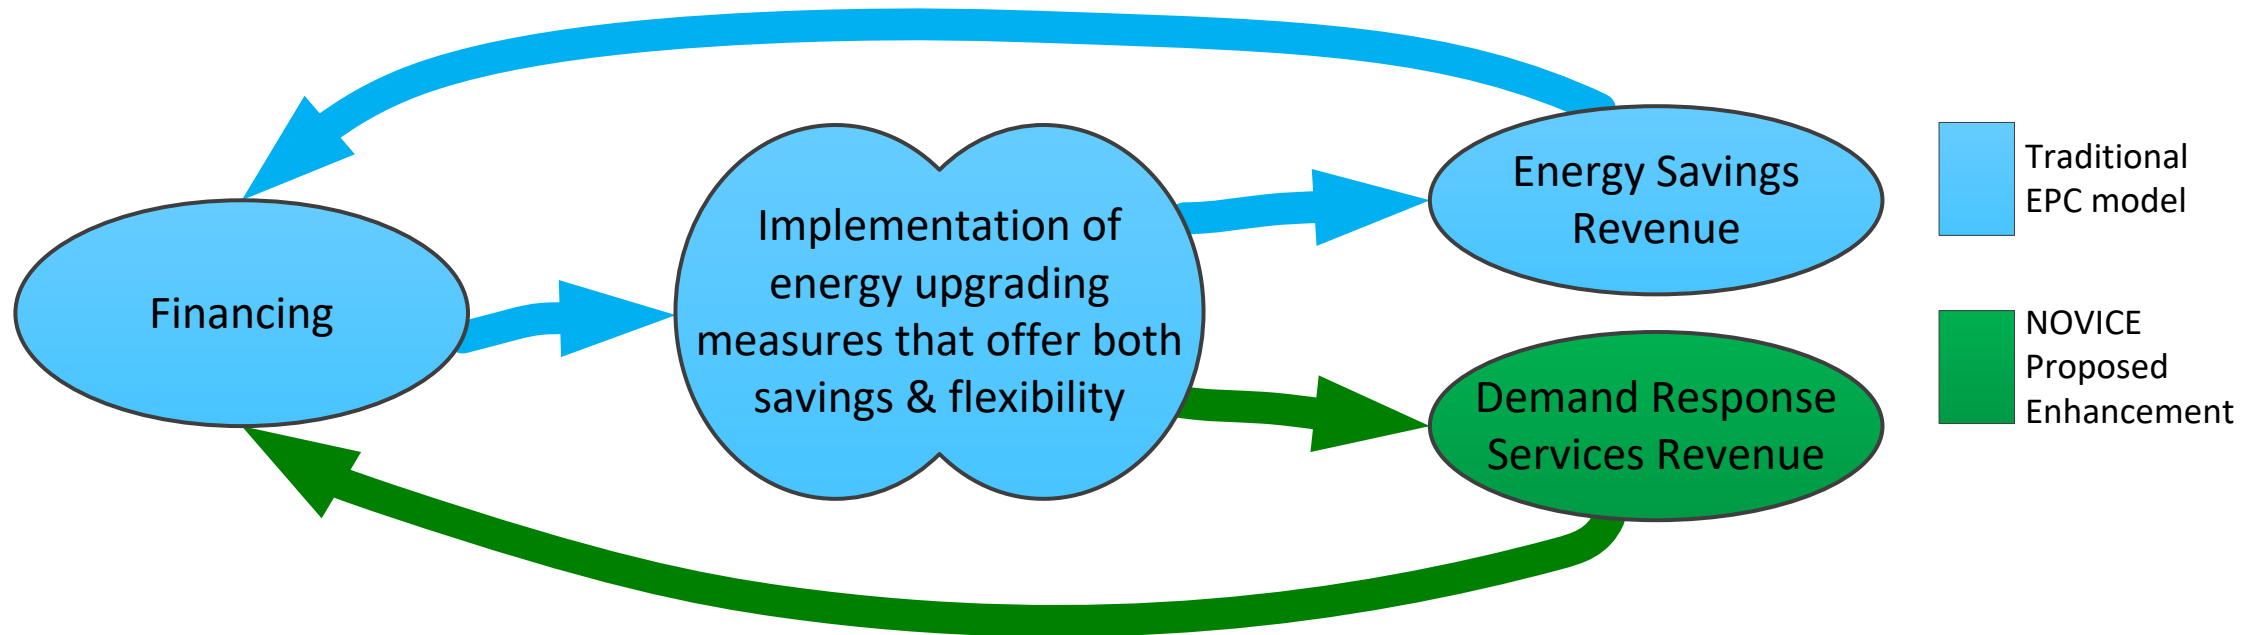 Financing
Implementation of
energy upgrading
measures that offer both
savings & flexibility
Energy Savings
Revenue
Demand Response
Services Revenue
Traditional
EPC model
NOVICE
Proposed
Enhancement